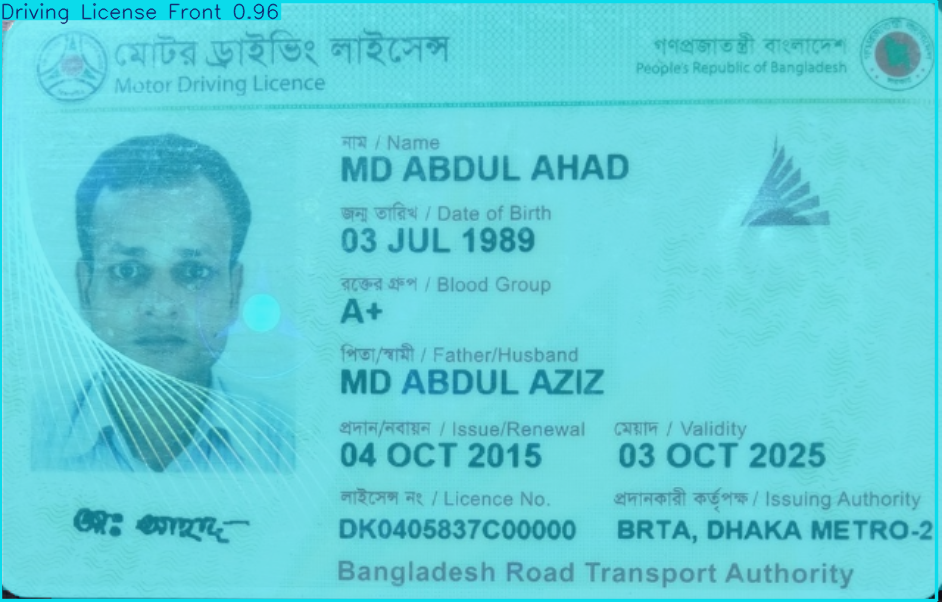 Driving License Front 0.96
মোটর ড্রাইভিং লাইসেন্স
Motor Driving Licence
গণপ্রজাতন্ত্রী বাংলাদেশ
People's Republic of Bangladesh
নাম / Name
MD ABDUL AHAD
জন্ম তারিখ / Date of Birth
03 JUL 1989
রক্তের গ্রুপ / Blood Group
A+
পিতা/স্বামী / Father/Husband
MD ABDUL AZIZ
প্রদান/নবায়ন / Issue/Renewal
04 OCT 2015
মেয়াদ / Validity
03 OCT 2025
লাইসেন্স নং / Licence No.
DK0405837C00000
প্রদানকারী কর্তৃপক্ষ / Issuing Authority
BRTA, DHAKA METRO-2
মোঃ আহাদ
Bangladesh Road Transport Authority